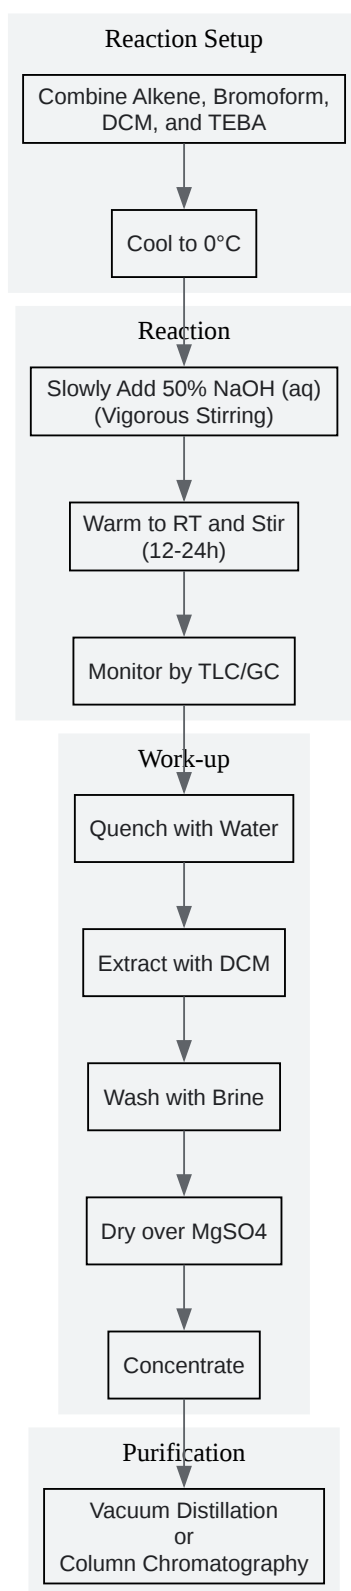 Reaction Setup
Combine Alkene, Bromoform,
DCM, and TEBA
Cool to 0°C
Reaction
Slowly Add 50% NaOH (aq)
(Vigorous Stirring)
Warm to RT and Stir
(12-24h)
Monitor by TLC/GC
Work-up
Quench with Water
Extract with DCM
Wash with Brine
Dry over MgSO4
Concentrate
Purification
Vacuum Distillation
or
Column Chromatography